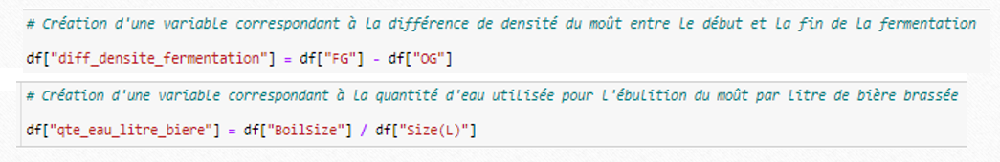 # Création d'une variable correspondant à la différence de densité du moût entre le début et la fin de la fermentation
df["diff_densite_fermentation"] = df["FG"] - df["OG"]
# Création d'une variable correspondant à la quantité d'eau utilisée pour l'ébulition du moût par litre de bière brassée
df["qte_eau_litre_biere"] = df["BoilSize"] / df["Size(L)"]